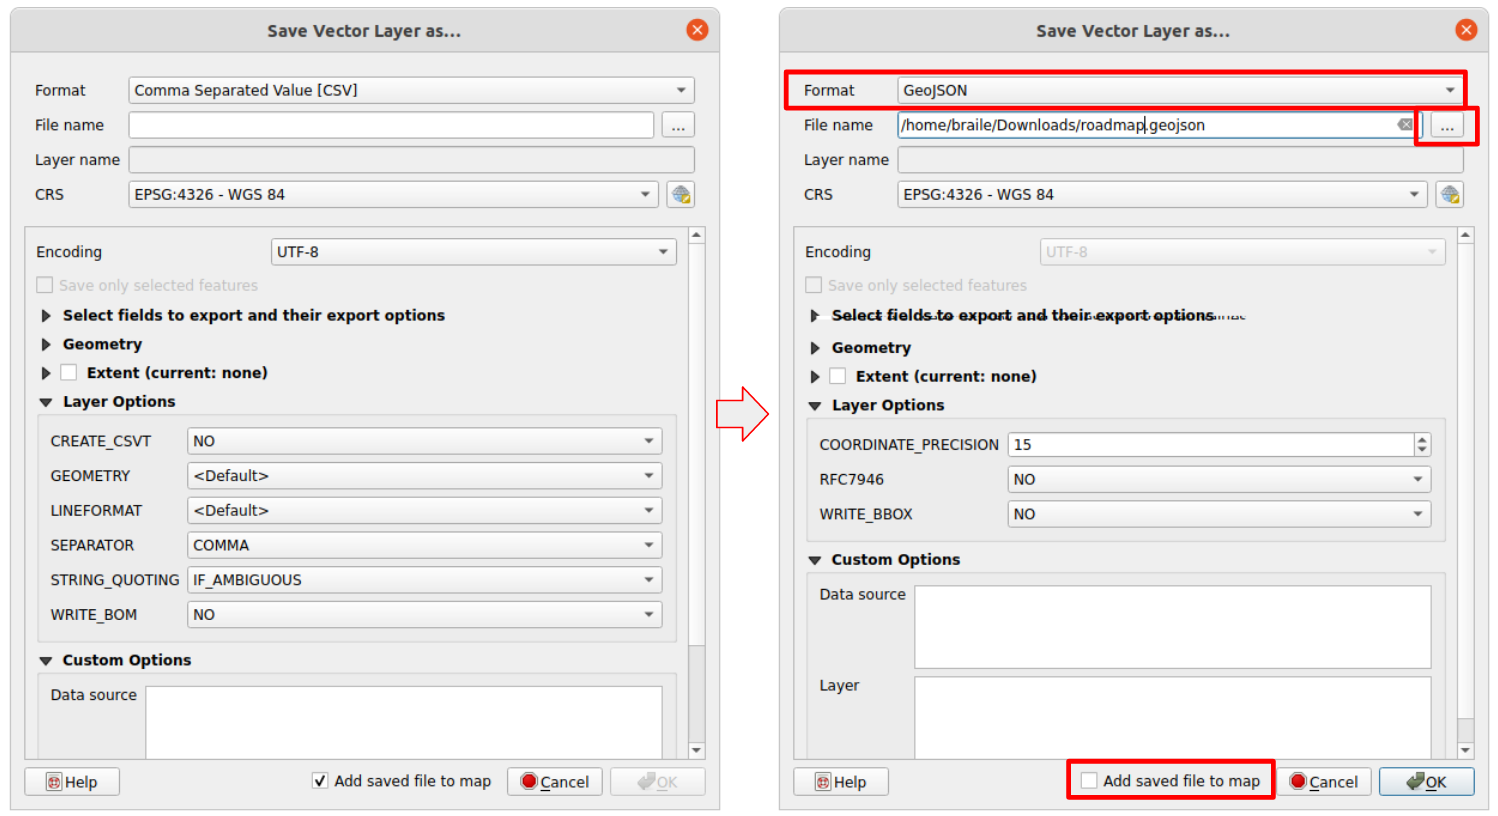 Save Vector Layer as...
Format Comma Separated Value [CSV]
File name ...
Layer name
CRS EPSG:4326 - WGS 84
Encoding UTF-8
Save only selected features
Select fields to export and their export options
Geometry
Extent (current: none)
Layer Options
CREATE_CSVT NO
GEOMETRY <Default>
LINEFORMAT <Default>
SEPARATOR COMMA
STRING_QUOTING IF_AMBIGUOUS
WRITE_BOM NO
Custom Options
Data source
Help Add saved file to map Cancel OK
Save Vector Layer as...
Format GeoJSON
File name /home/braile/Downloads/roadmap.geojson ...
Layer name
CRS EPSG:4326 - WGS 84
Encoding UTF-8
Save only selected features
Select fields to export and their export options
Geometry
Extent (current: none)
Layer Options
COORDINATE_PRECISION 15
RFC7946 NO
WRITE_BBOX NO
Custom Options
Data source
Layer
Help Add saved file to map Cancel OK